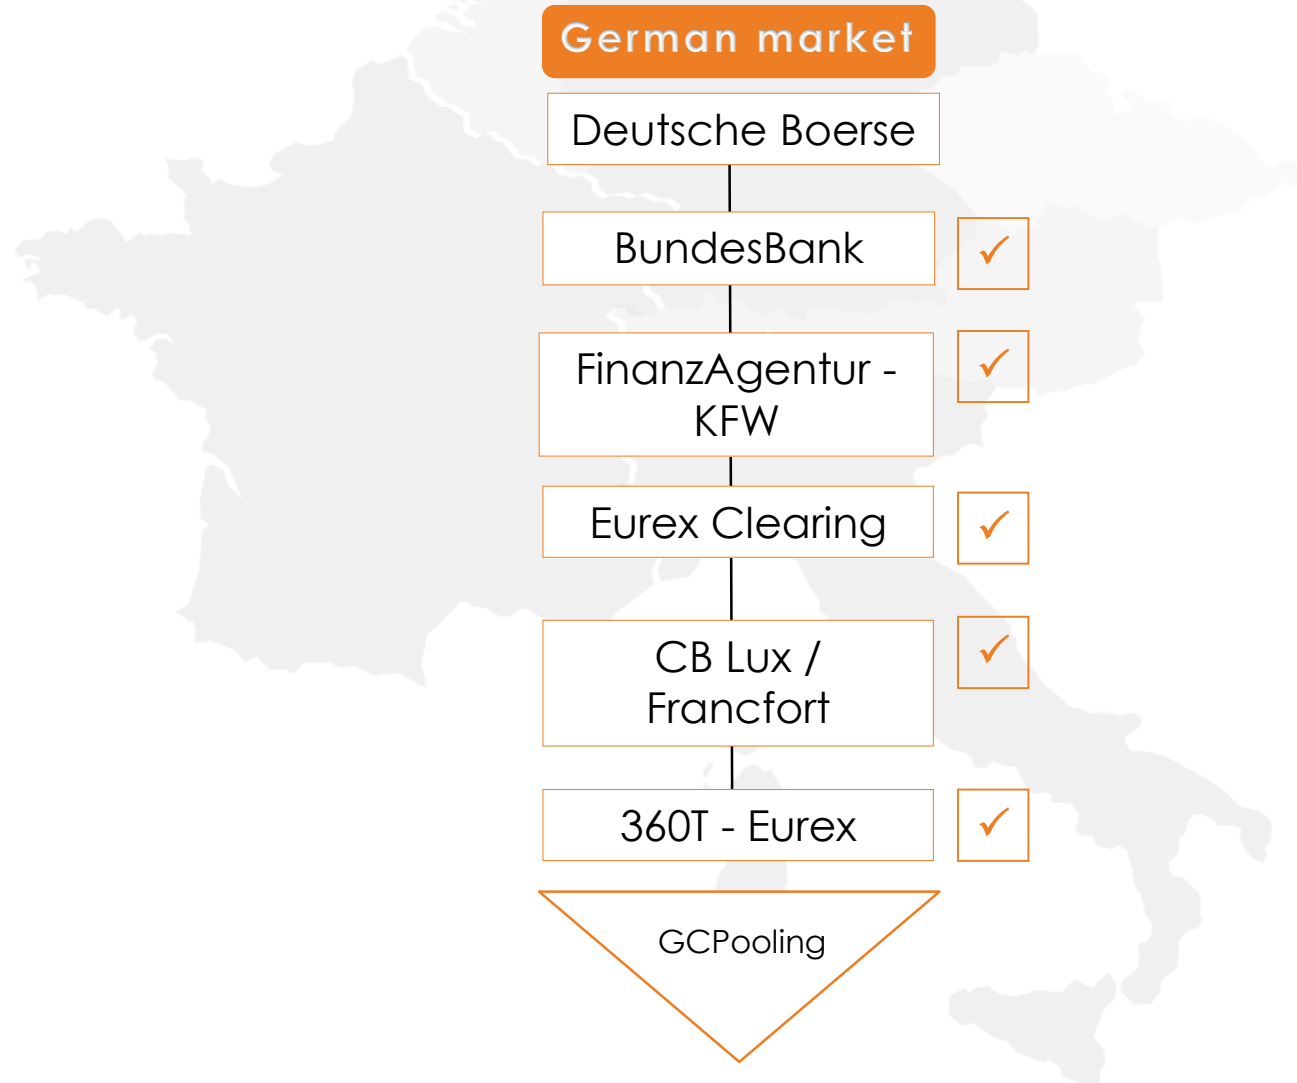 German market
Deutsche Boerse
BundesBank
✓
FinanzAgentur -
KFW
✓
Eurex Clearing
✓
CB Lux /
Francfort
✓
360T - Eurex
✓
GCPooling